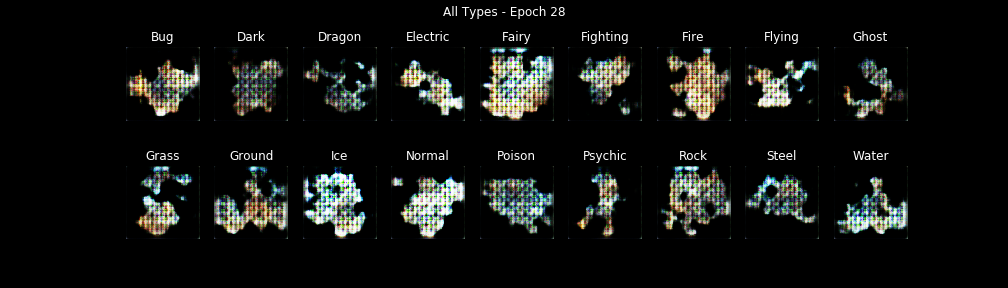 All Types - Epoch 28
Bug Dark Dragon Electric Fairy Fighting Fire Flying Ghost
Grass Ground Ice Normal Poison Psychic Rock Steel Water